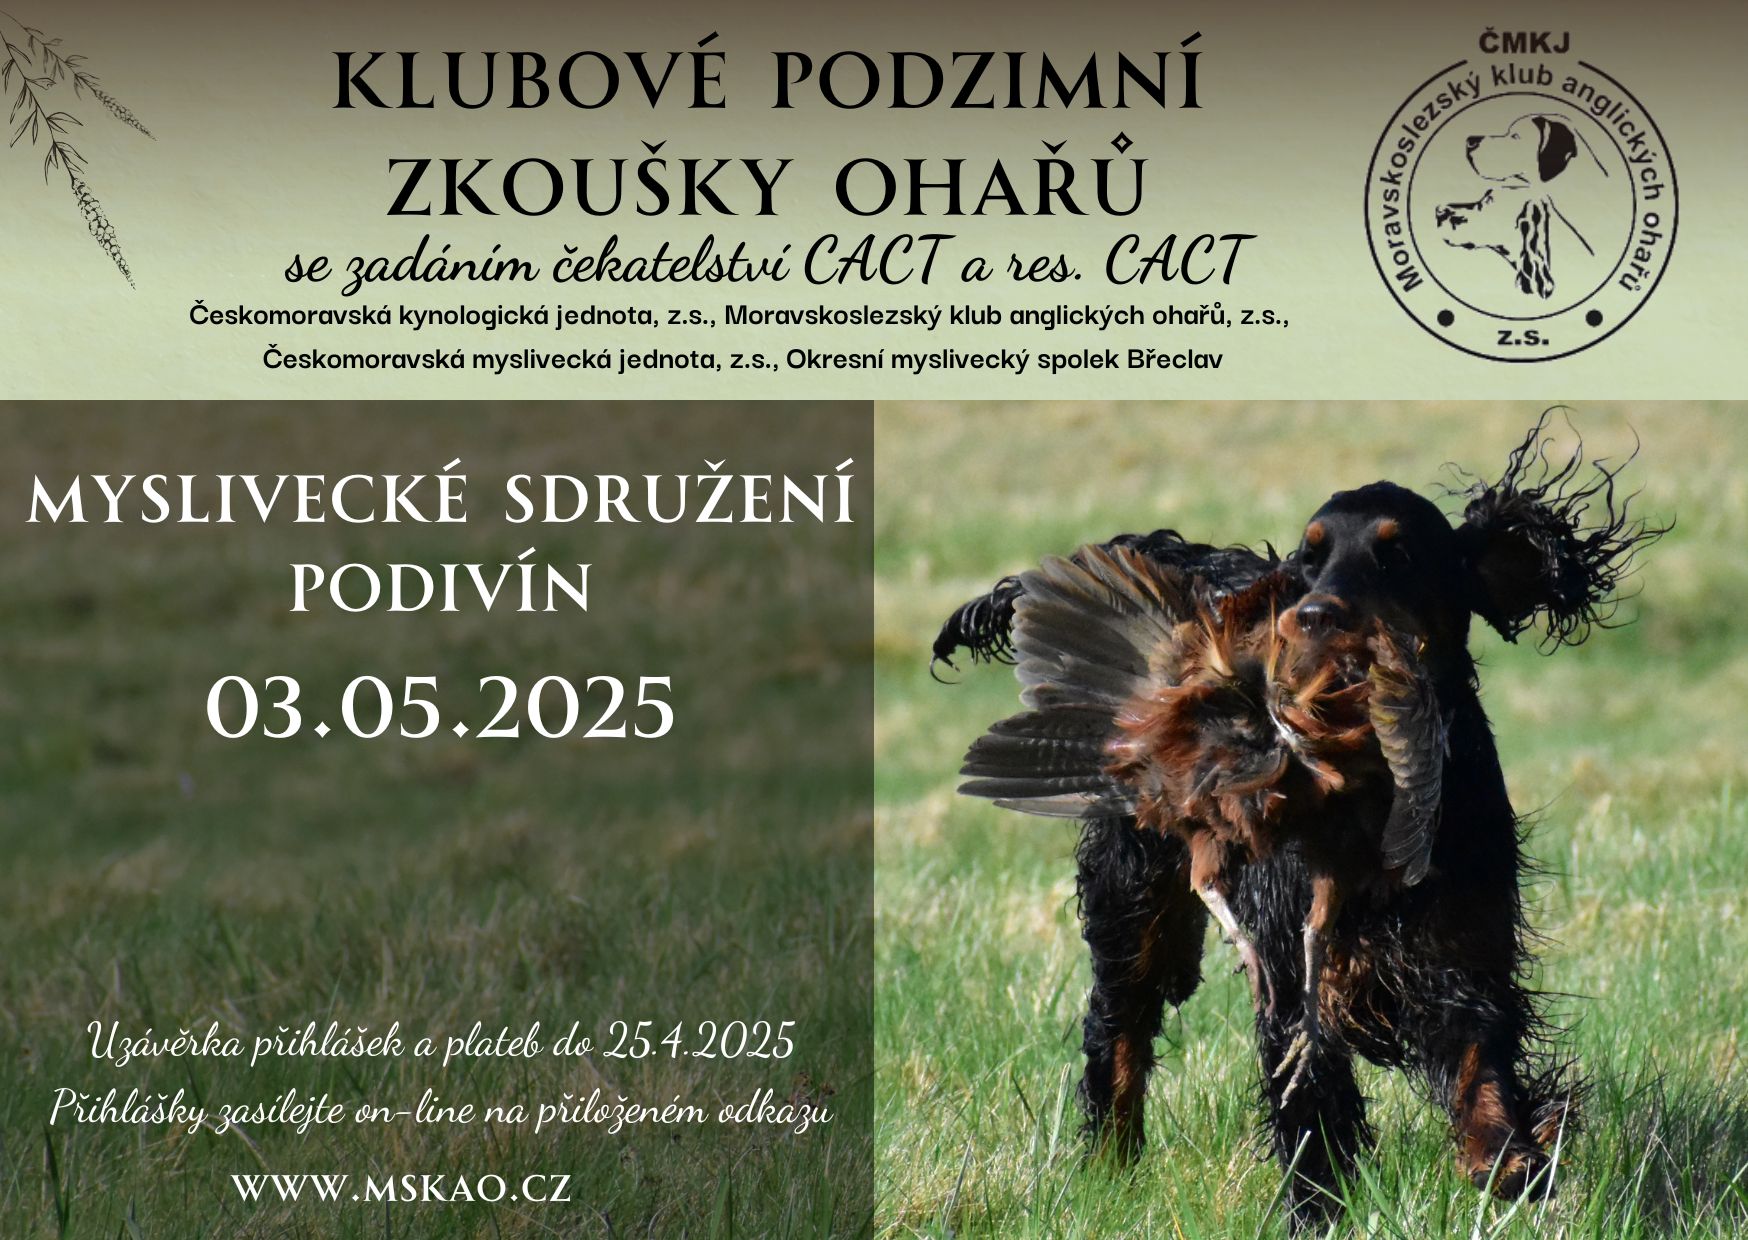 KLUBOVÉ PODZIMNÍ
ZKOUŠKY OHAŘŮ
se zadáním čekatelství CACT a res. CACT
Českomoravská kynologická jednota, z.s., Moravskoslezský klub anglických ohařů, z.s.,
Českomoravská myslivecká jednota, z.s., Okresní myslivecký spolek Břeclav
ČMKJ
Moravskoslezský klub anglických ohařů
z.s.
MYSLIVECKÉ SDRUŽENÍ
PODIVÍN
03.05.2025
Uzávěrka přihlášek a plateb do 25.4.2025
Přihlášky zasílejte on-line na přiloženém odkazu
WWW.MSKAO.CZ